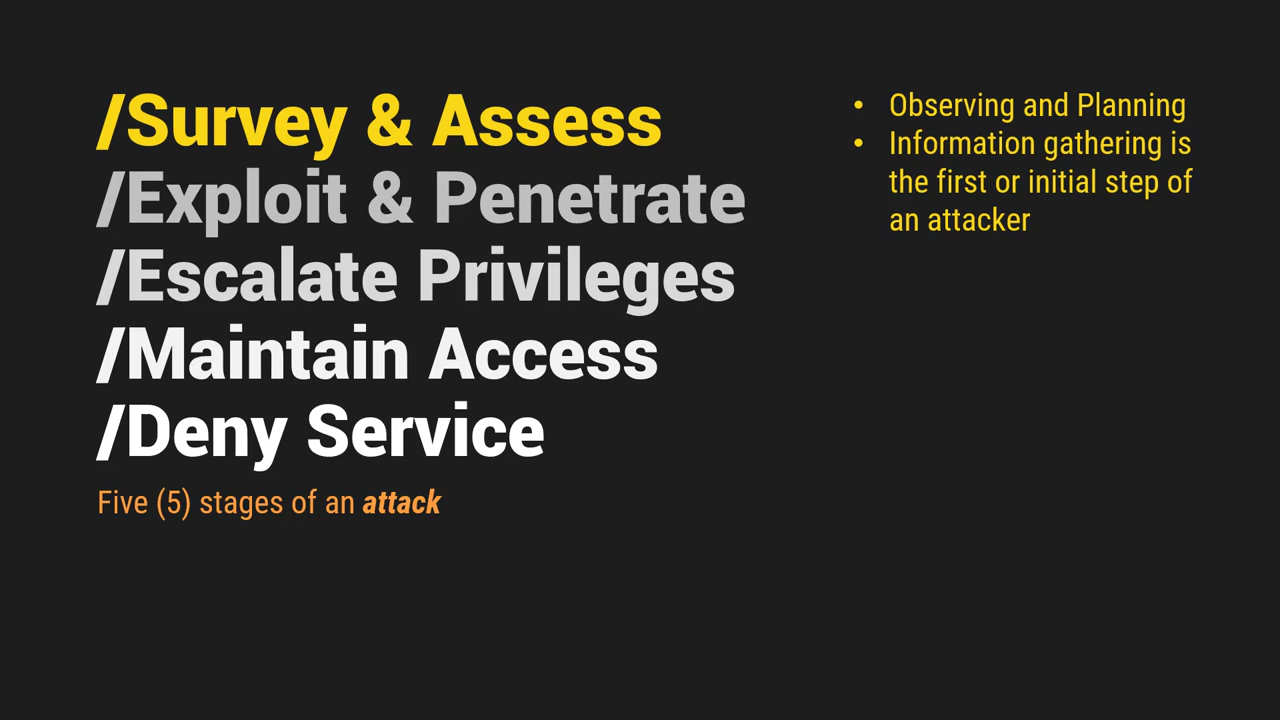 /Survey & Assess
/Exploit & Penetrate
/Escalate Privileges
/Maintain Access
/Deny Service
Five (5) stages of an attack
• Observing and Planning
• Information gathering is
the first or initial step of
an attacker